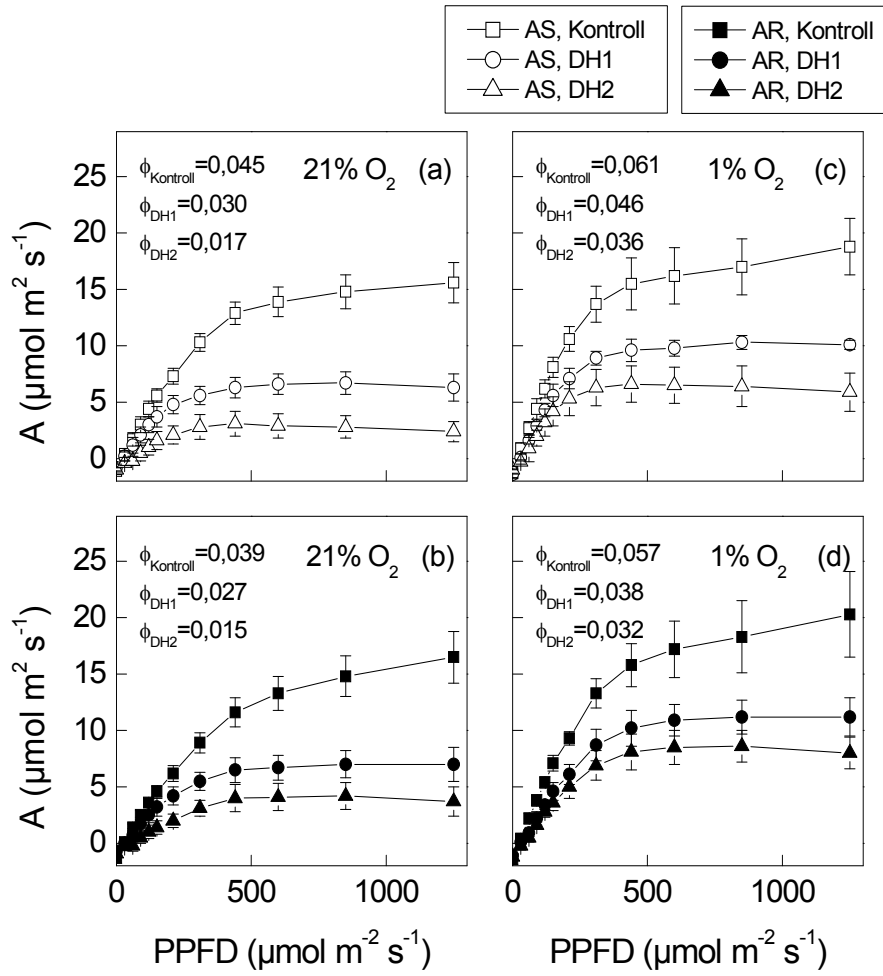 AS, Kontroll
AS, DH1
AS, DH2
AR, Kontroll
AR, DH1
AR, DH2
ϕKontroll=0,045
ϕDH1=0,030
ϕDH2=0,017
21% O2 (a)
ϕKontroll=0,061
ϕDH1=0,046
ϕDH2=0,036
1% O2 (c)
25
20
15
10
5
0
A (µmol m² s⁻¹)
ϕKontroll=0,039
ϕDH1=0,027
ϕDH2=0,015
21% O2 (b)
ϕKontroll=0,057
ϕDH1=0,038
ϕDH2=0,032
1% O2 (d)
25
20
15
10
5
0
A (µmol m² s⁻¹)
0 500 1000
0 500 1000
PPFD (µmol m⁻² s⁻¹)
PPFD (µmol m⁻² s⁻¹)